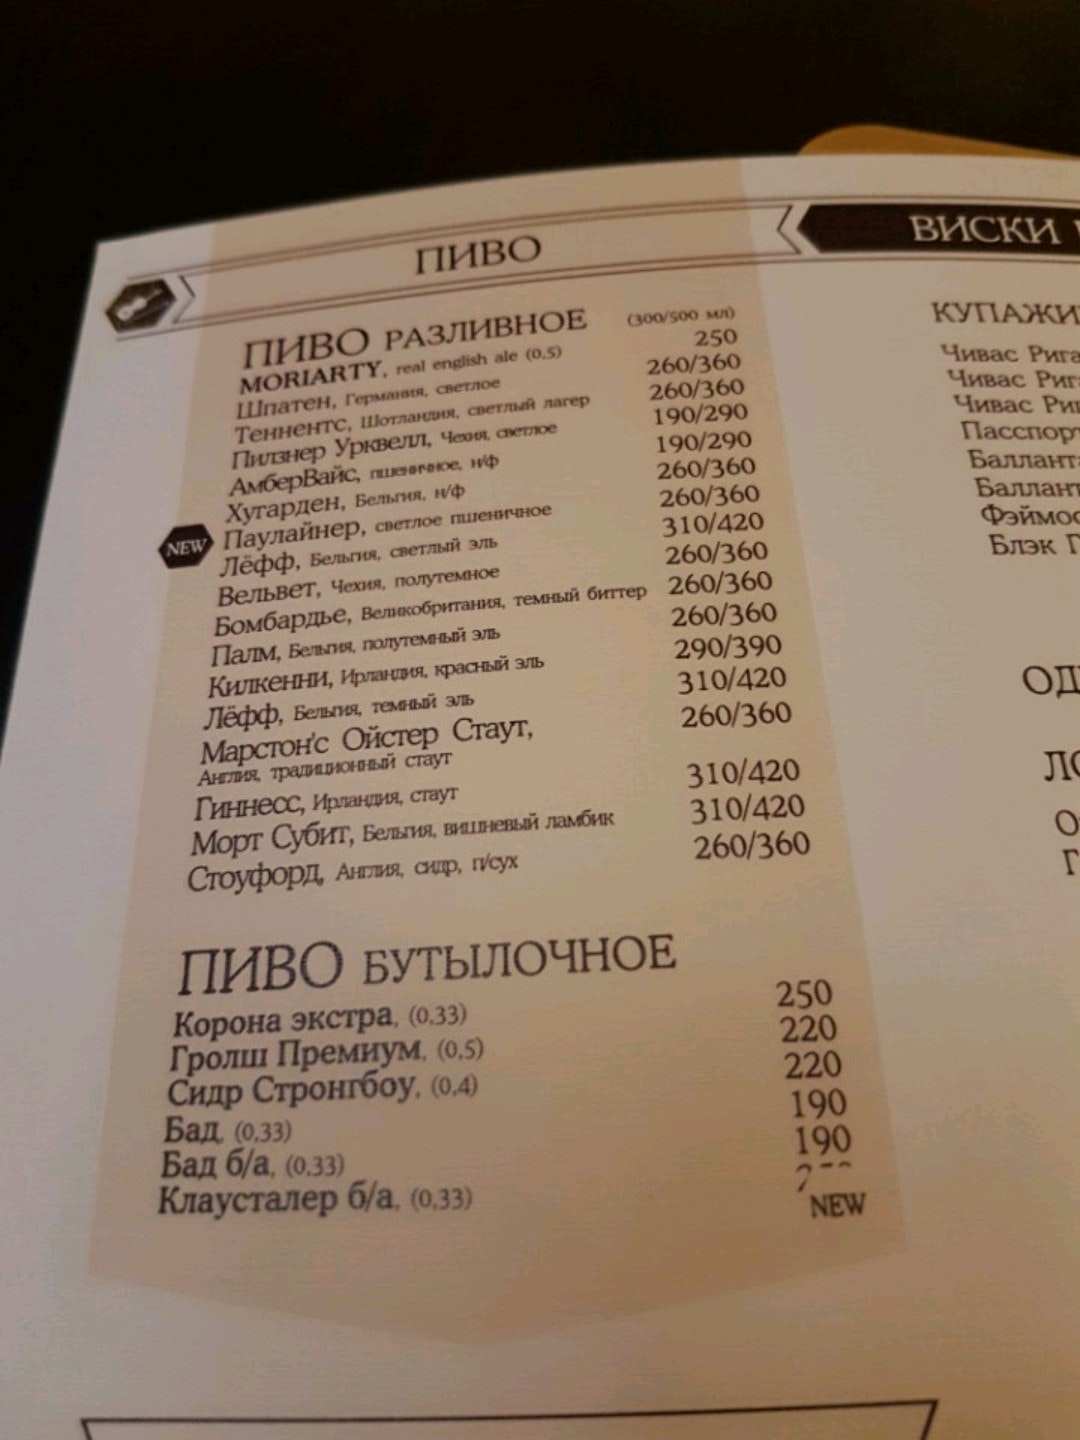 ПИВО
ВИСКИ
ПИВО РАЗЛИВНОЕ (300/500 мл)
MORIARTY, real english ale (0,5) 250
Шпатен, Германия, светлое 260/360
Теннентс, Шотландия, светлый лагер 260/360
Пилзнер Урквелл, Чехия, светлое 190/290
АмберВайс, пшеничное, н/ф 190/290
Хугарден, Бельгия, н/ф 260/360
NEW Паулайнер, светлое пшеничное 260/360
Лёфф, Бельгия, светлый эль 310/420
Вельвет, Чехия, полутемное 260/360
Бомбардье, Великобритания, темный биттер 260/360
Палм, Бельгия, полутемный эль 260/360
Килкенни, Ирландия, красный эль 290/390
Лёфф, Бельгия, темный эль 310/420
Марстон'с Ойстер Стаут, 260/360
Англия, традиционный стаут
Гиннесс, Ирландия, стаут 310/420
Морт Субит, Бельгия, вишневый ламбик 310/420
Стоуфорд, Англия, сидр, п/сух 260/360
ПИВО БУТЫЛОЧНОЕ
Корона экстра, (0,33) 250
Гролш Премиум, (0,5) 220
Сидр Стронгбоу, (0,4) 220
Бад, (0,33) 190
Бад б/а, (0,33) 190
Клаусталер б/а, (0,33)
NEW
КУПАЖИ
Чивас Рига
Чивас Рига
Чивас Риг
Пасспорт
Баллант
Баллант
Фэймос
Блэк
ОД
ЛО
О
Г